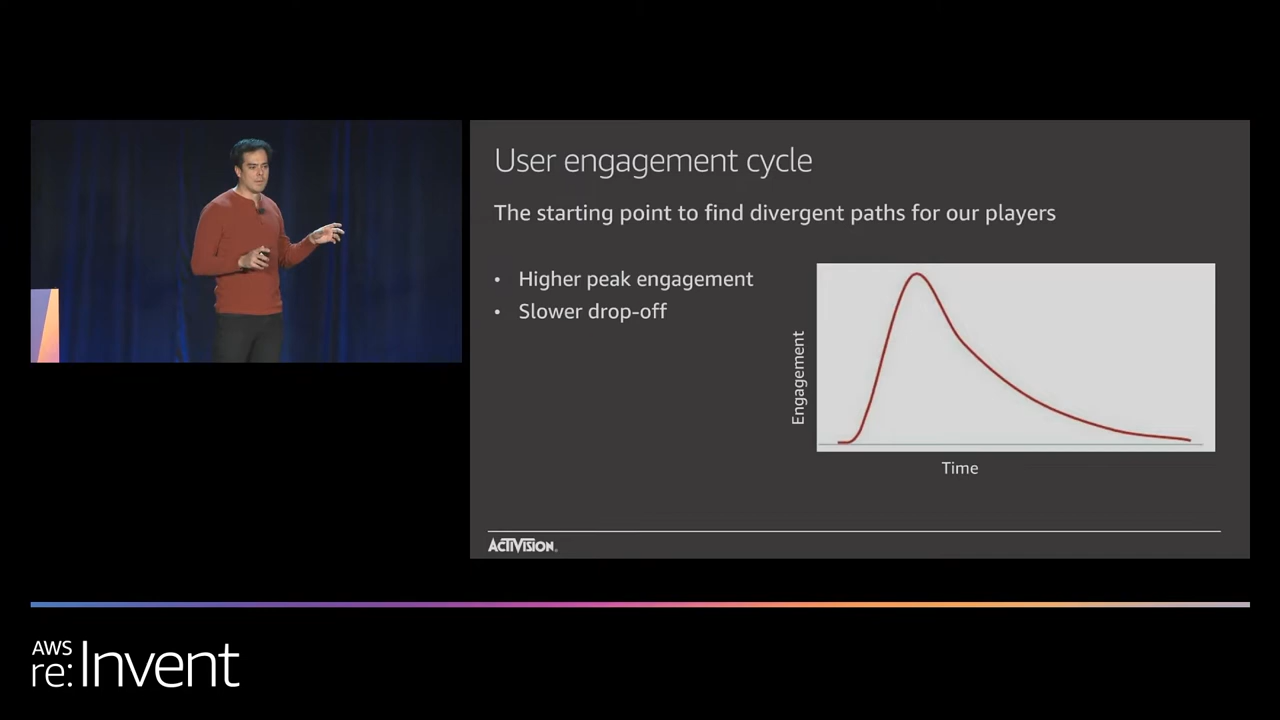 User engagement cycle
The starting point to find divergent paths for our players
• Higher peak engagement
• Slower drop-off
Engagement
Time
ACTIVISION
AWS
re:Invent